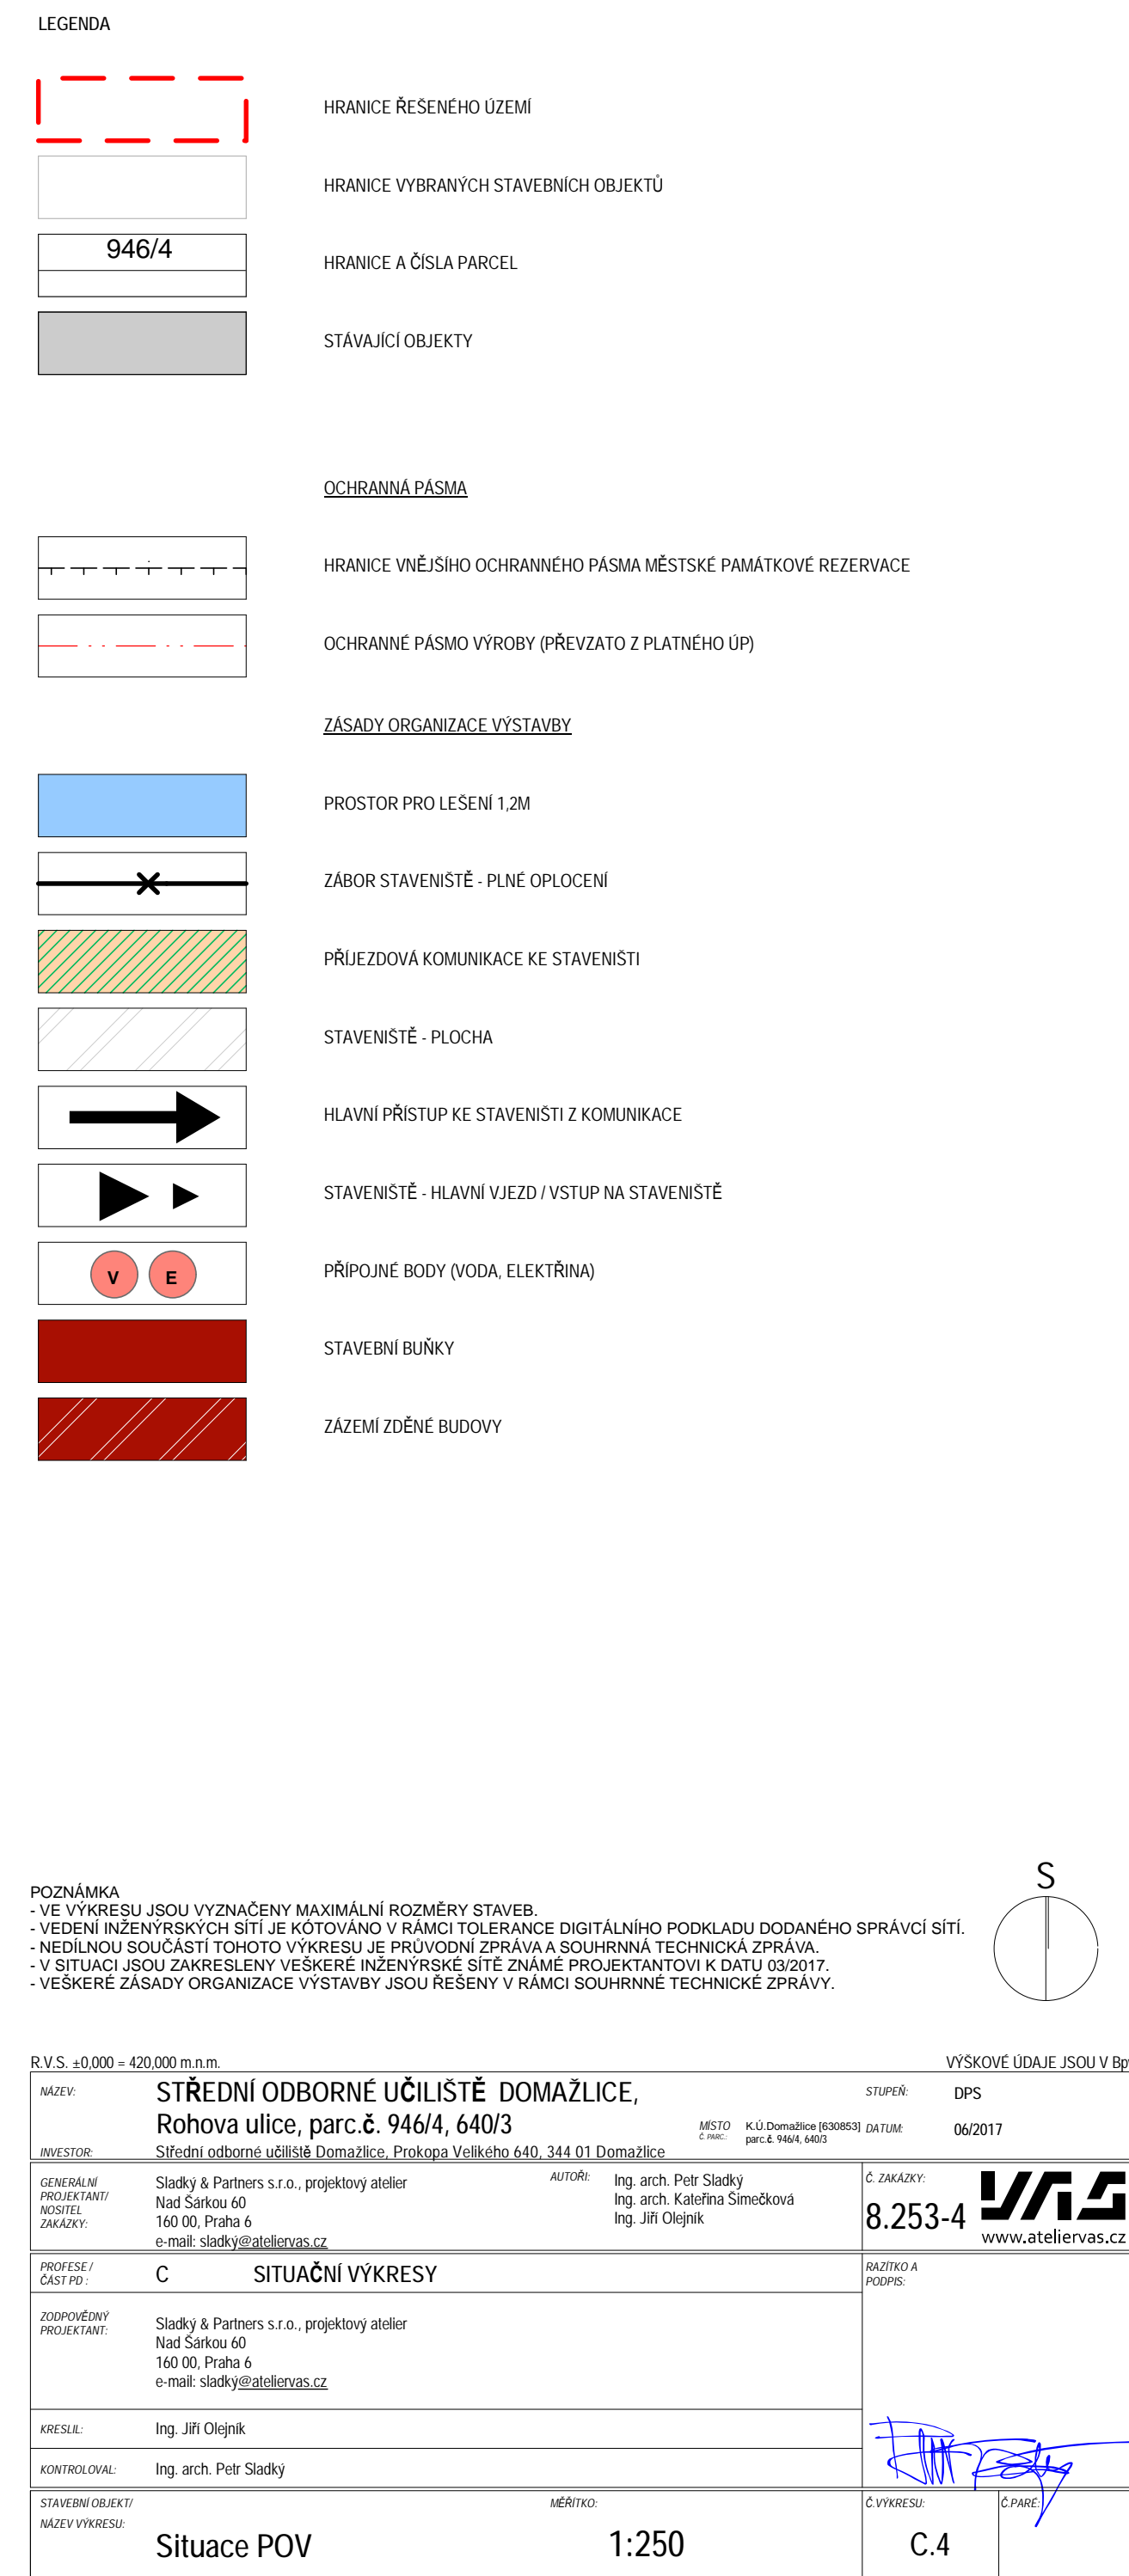 LEGENDA
HRANICE ŘEŠENÉHO ÚZEMÍ
HRANICE VYBRANÝCH STAVEBNÍCH OBJEKTŮ
946/4
HRANICE A ČÍSLA PARCEL
STÁVAJÍCÍ OBJEKTY
OCHRANNÁ PÁSMA
HRANICE VNĚJŠÍHO OCHRANNÉHO PÁSMA MĚSTSKÉ PAMÁTKOVÉ REZERVACE
OCHRANNÉ PÁSMO VÝROBY (PŘEVZATO Z PLATNÉHO ÚP)
ZÁSADY ORGANIZACE VÝSTAVBY
PROSTOR PRO LEŠENÍ 1,2M
ZÁBOR STAVENIŠTĚ - PLNÉ OPLOCENÍ
PŘÍJEZDOVÁ KOMUNIKACE KE STAVENIŠTI
STAVENIŠTĚ - PLOCHA
HLAVNÍ PŘÍSTUP KE STAVENIŠTI Z KOMUNIKACE
STAVENIŠTĚ - HLAVNÍ VJEZD / VSTUP NA STAVENIŠTĚ
V E
PŘÍPOJNÉ BODY (VODA, ELEKTŘINA)
STAVEBNÍ BUŇKY
ZÁZEMÍ ZDĚNÉ BUDOVY
S
POZNÁMKA
- VE VÝKRESU JSOU VYZNAČENY MAXIMÁLNÍ ROZMĚRY STAVEB.
- VEDENÍ INŽENÝRSKÝCH SÍTÍ JE KÓTOVÁNO V RÁMCI TOLERANCE DIGITÁLNÍHO PODKLADU DODANÉHO SPRÁVCÍ SÍTÍ.
- NEDÍLNOU SOUČÁSTÍ TOHOTO VÝKRESU JE PRŮVODNÍ ZPRÁVA A SOUHRNNÁ TECHNICKÁ ZPRÁVA.
- V SITUACI JSOU ZAKRESLENY VEŠKERÉ INŽENÝRSKÉ SÍTĚ ZNÁMÉ PROJEKTANTOVI K DATU 03/2017.
- VEŠKERÉ ZÁSADY ORGANIZACE VÝSTAVBY JSOU ŘEŠENY V RÁMCI SOUHRNNÉ TECHNICKÉ ZPRÁVY.
R.V.S. ±0,000 = 420,000 m.n.m.
VÝŠKOVÉ ÚDAJE JSOU V
NÁZEV:
STŘEDNÍ ODBORNÉ UČILIŠTĚ DOMAŽLICE,
Rohova ulice, parc.č. 946/4, 640/3
MÍSTO
Č. PARC.:
K.Ú.Domažlice [630853]
parc.č. 946/4, 640/3
STUPEŇ: DPS
DATUM: 06/2017
INVESTOR: Střední odborné učiliště Domažlice, Prokopa Velikého 640, 344 01 Domažlice
GENERÁLNÍ
PROJEKTANT/
NOSITEL
ZAKÁZKY:
Sladký & Partners s.r.o., projektový atelier
Nad Šárkou 60
160 00, Praha 6
e-mail: sladký@ateliervas.cz
AUTOŘI:
Ing. arch. Petr Sladký
Ing. arch. Kateřina Šimečková
Ing. Jiří Olejník
Č. ZAKÁZKY:
8.253-4
VAS
www.ateliervas.cz
PROFESE /
ČÁST PD :
C SITUAČNÍ VÝKRESY
RAZÍTKO A
PODPIS:
ZODPOVĚDNÝ
PROJEKTANT:
Sladký & Partners s.r.o., projektový atelier
Nad Šárkou 60
160 00, Praha 6
e-mail: sladký@ateliervas.cz
KRESLIL: Ing. Jiří Olejník
KONTROLOVAL: Ing. arch. Petr Sladký
STAVEBNÍ OBJEKT/
NÁZEV VÝKRESU:
Situace POV
MĚŘÍTKO:
1:250
Č.VÝKRESU:
C.4
Č.PARE: